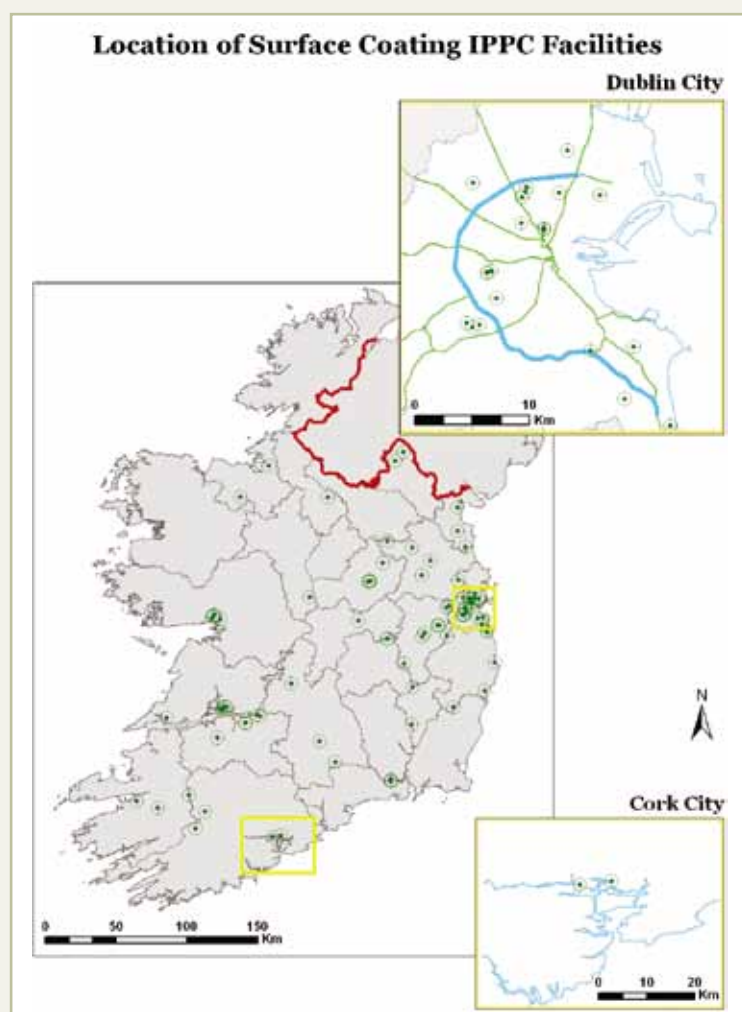 Location of Surface Coating IPPC Facilities
Dublin City
0 10
Km
N
Cork City
0 50 100 150
Km
0 10 20
Km